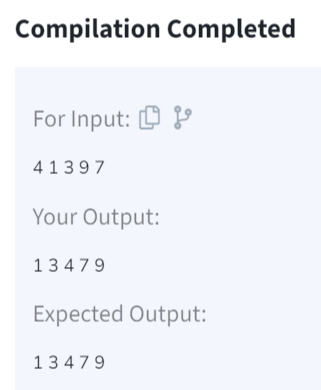 Compilation Completed
For Input:
4 1 3 9 7
Your Output:
1 3 4 7 9
Expected Output:
1 3 4 7 9